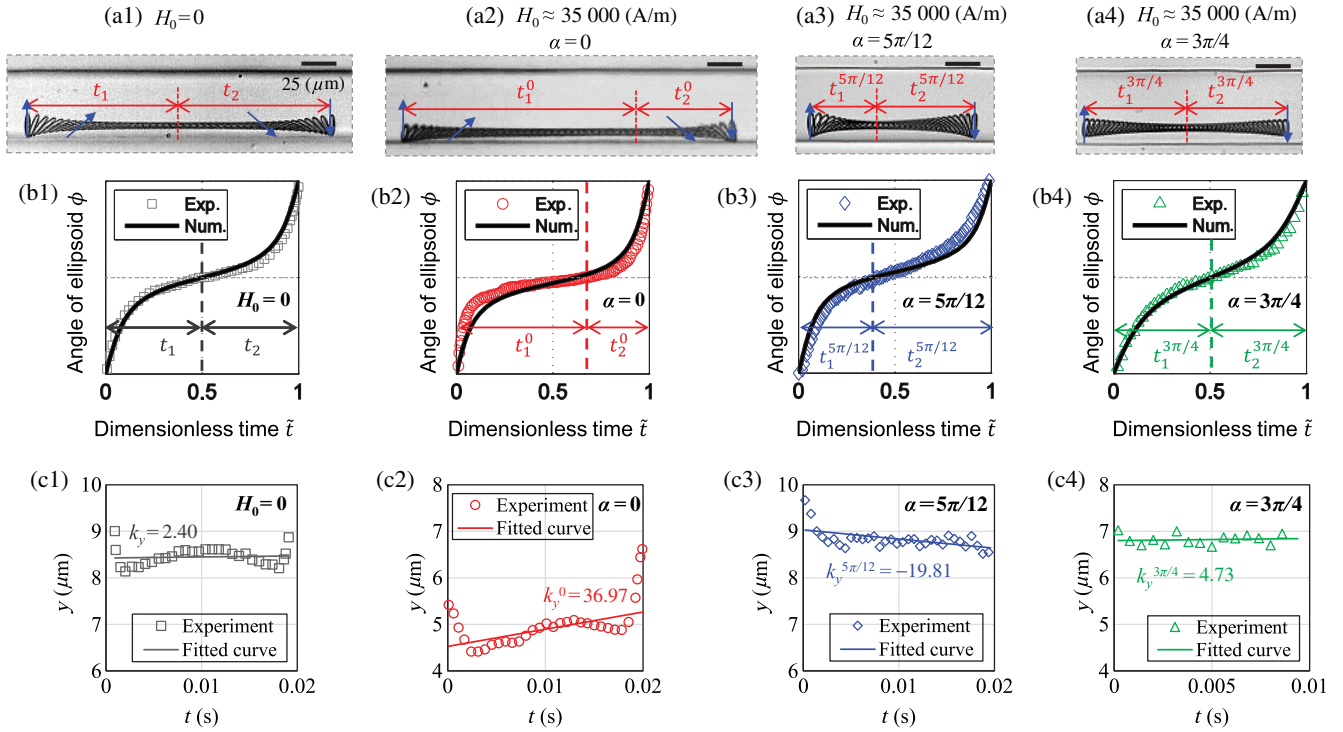 (a1) H₀ = 0
(a2) H₀ ≈ 35 000 (A/m)
α = 0
(a3) H₀ ≈ 35 000 (A/m)
α = 5π/12
(a4) H₀ ≈ 35 000 (A/m)
α = 3π/4
t₁ t₂ 25 (μm)
t₁⁰ t₂⁰
t₁^{5π/12} t₂^{5π/12}
t₁^{3π/4} t₂^{3π/4}
(b1)
Angle of ellipsoid ϕ
Exp.
Num.
H₀ = 0
t₁ t₂
0 0.5 1
Dimensionless time t̃
(b2)
Angle of ellipsoid ϕ
Exp.
Num.
α = 0
t₁⁰ t₂⁰
0 0.5 1
Dimensionless time t̃
(b3)
Angle of ellipsoid ϕ
Exp.
Num.
α = 5π/12
t₁^{5π/12} t₂^{5π/12}
0 0.5 1
Dimensionless time t̃
(b4)
Angle of ellipsoid ϕ
Exp.
Num.
α = 3π/4
t₁^{3π/4} t₂^{3π/4}
0 0.5 1
Dimensionless time t̃
(c1)
H₀ = 0
k_y = 2.40
10
9
8
7
6
y (μm)
Experiment
Fitted curve
0 0.01 0.02
t (s)
(c2)
Experiment
Fitted curve
α = 0
k_y⁰ = 36.97
8
7
6
5
4
y (μm)
0 0.01 0.02
t (s)
(c3)
α = 5π/12
k_y^{5π/12} = −19.81
10
9
8
7
6
y (μm)
Experiment
Fitted curve
0 0.01 0.02
t (s)
(c4)
α = 3π/4
k_y^{3π/4} = 4.73
8
7
6
5
4
y (μm)
Experiment
Fitted curve
0 0.005 0.01
t (s)